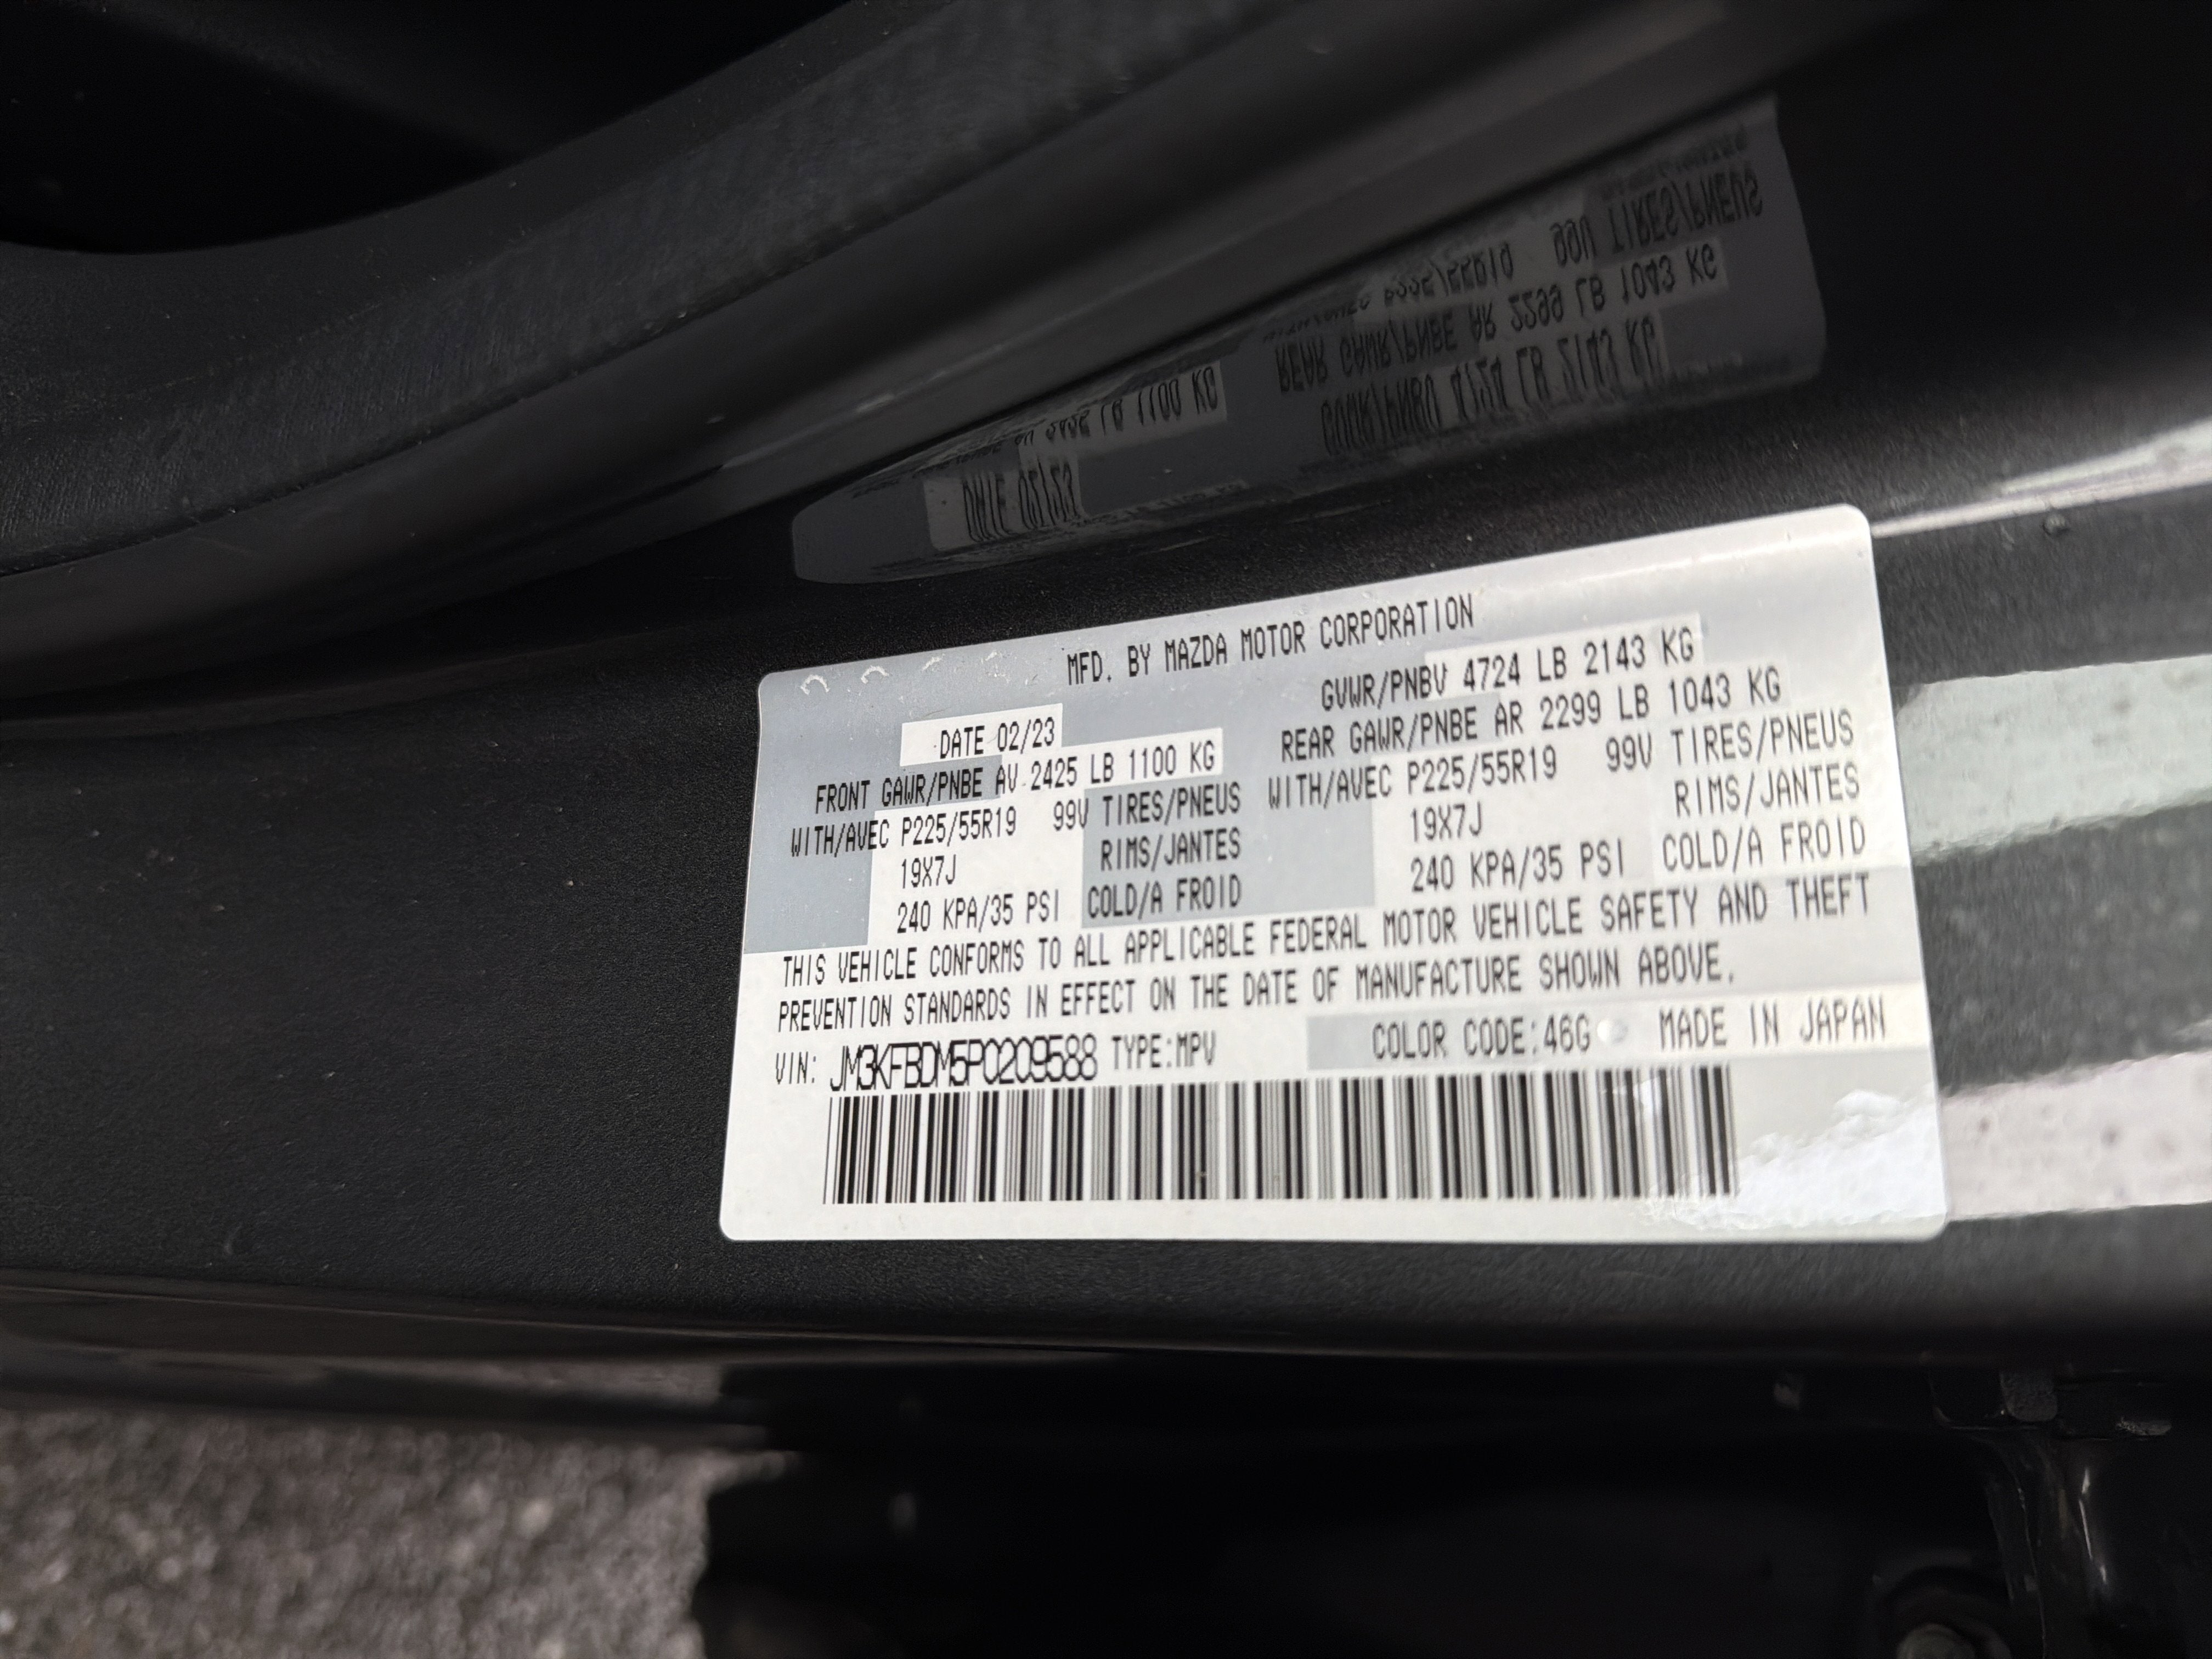 MFD. BY MAZDA MOTOR CORPORATION
DATE 02/23
GVWR/PNBV 4724 LB 2143 KG
FRONT GAWR/PNBE AV 2425 LB 1100 KG
REAR GAWR/PNBE AR 2299 LB 1043 KG
WITH/AVEC P225/55R19 99V TIRES/PNEUS
WITH/AVEC P225/55R19 99V TIRES/PNEUS
19X7J RIMS/JANTES
19X7J RIMS/JANTES
240 KPA/35 PSI COLD/A FROID
240 KPA/35 PSI COLD/A FROID
THIS VEHICLE CONFORMS TO ALL APPLICABLE FEDERAL MOTOR VEHICLE SAFETY AND THEFT
PREVENTION STANDARDS IN EFFECT ON THE DATE OF MANUFACTURE SHOWN ABOVE.
VIN: JM3KFBDM5P0209588 TYPE:MPV COLOR CODE:46G MADE IN JAPAN